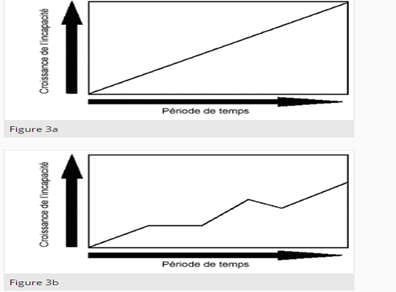 Croissance de l'incapacité
Période de temps
Figure 3a
Croissance de l'incapacité
Période de temps
Figure 3b